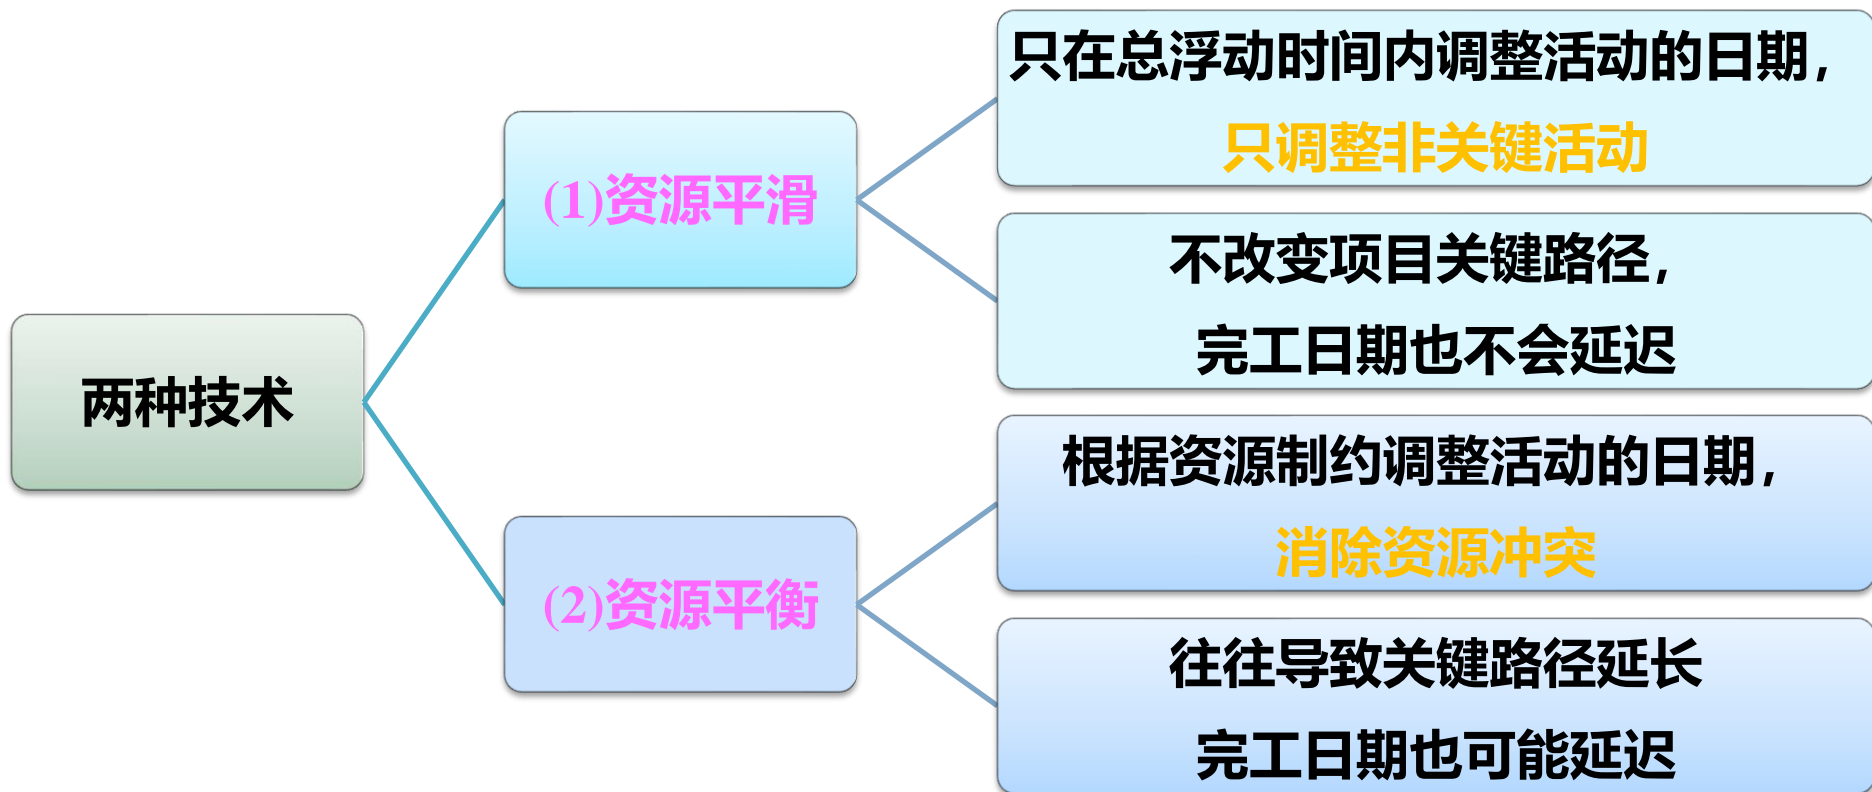 两种技术
(1)资源平滑
只在总浮动时间内调整活动的日期，
只调整非关键活动
不改变项目关键路径，
完工日期也不会延迟
(2)资源平衡
根据资源制约调整活动的日期，
消除资源冲突
往往导致关键路径延长
完工日期也可能延迟